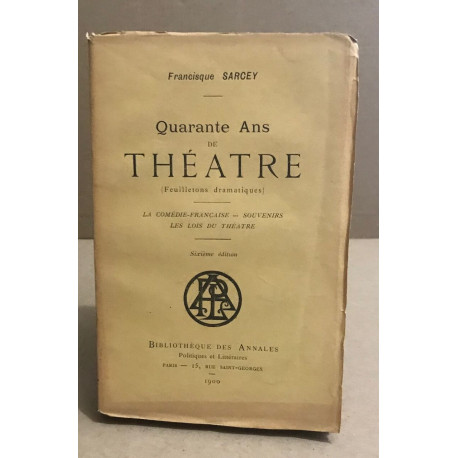 Francisque SARCEY
Quarante Ans
DE
THÉATRE
(Feuilletons dramatiques)
LA COMÉDIE-FRANÇAISE — SOUVENIRS
LES LOIS DU THÉATRE
Sixième édition
BIBLIOTHÈQUE DES ANNALES
Politiques et Littéraires
PARIS — 15, RUE SAINT-GEORGES
1900